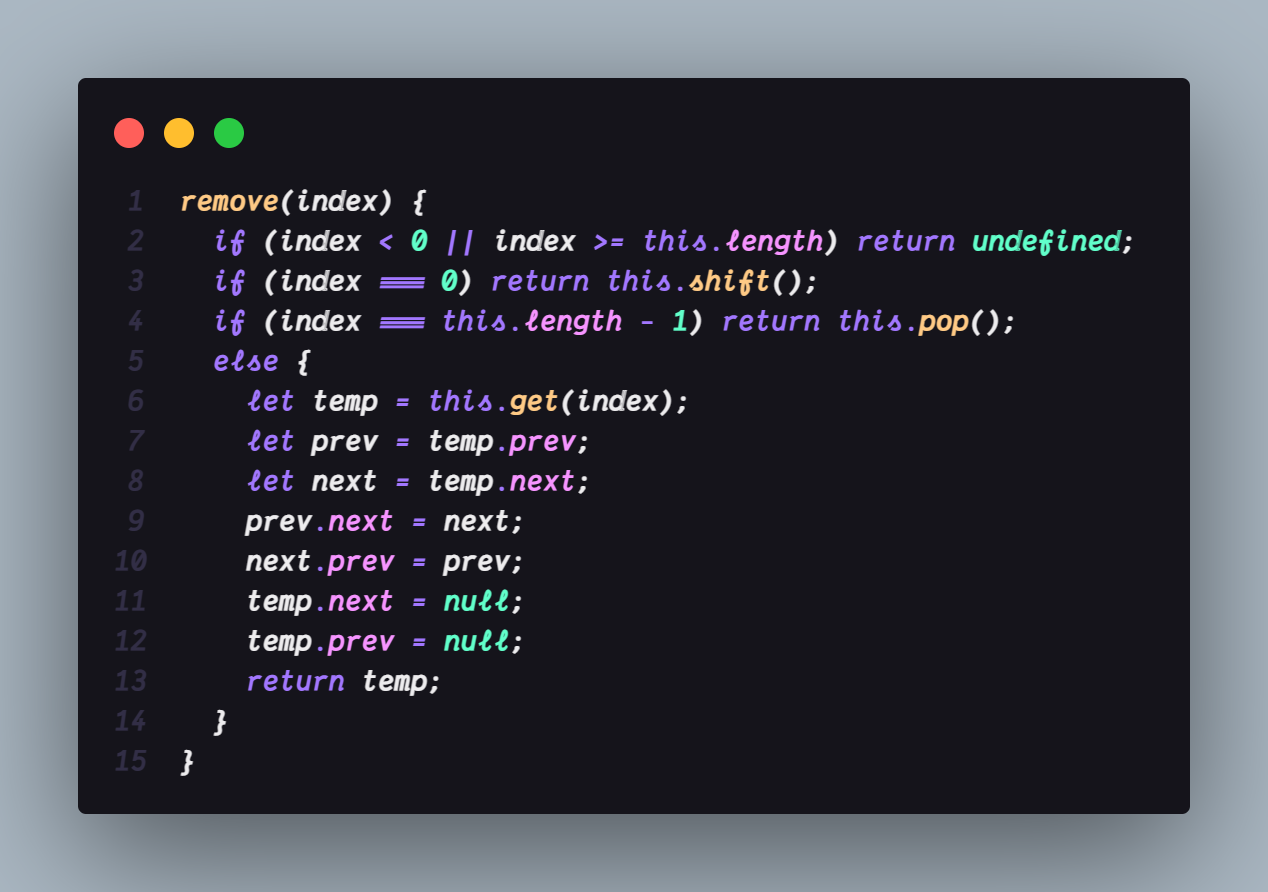 1 remove(index) {
2 if (index < 0 || index >= this.length) return undefined;
3 if (index === 0) return this.shift();
4 if (index === this.length - 1) return this.pop();
5 else {
6 let temp = this.get(index);
7 let prev = temp.prev;
8 let next = temp.next;
9 prev.next = next;
10 next.prev = prev;
11 temp.next = null;
12 temp.prev = null;
13 return temp;
14 }
15 }